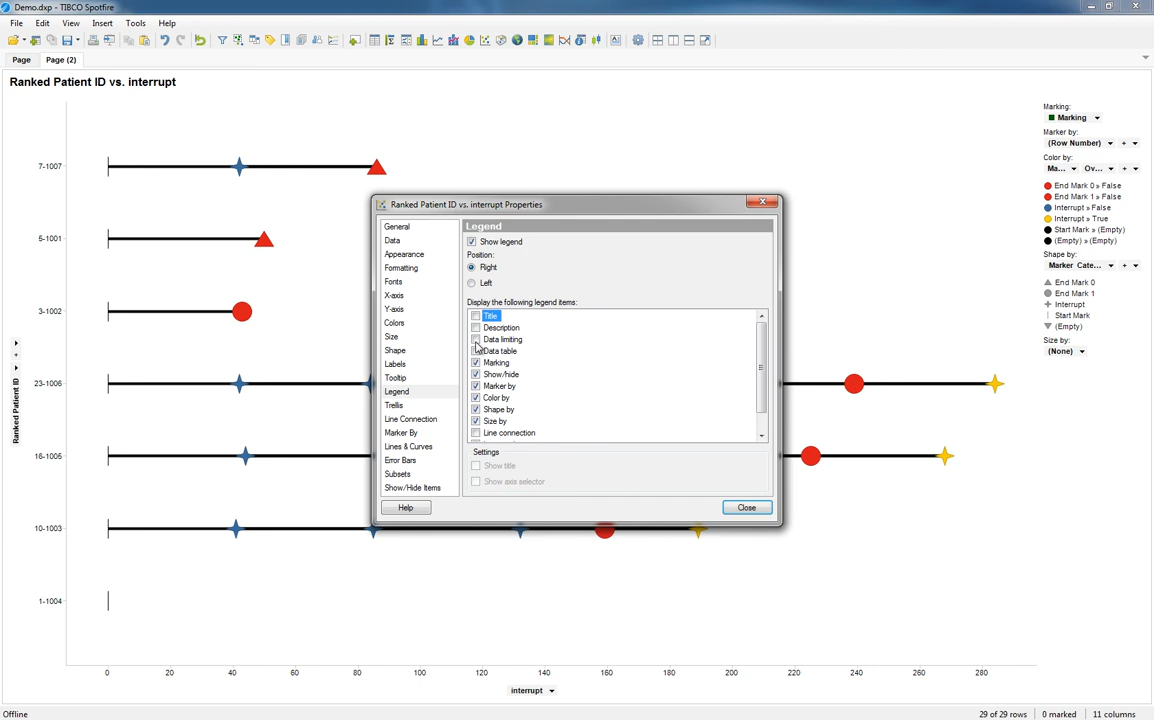 Demo.dxp - TIBCO Spotfire
File Edit View Insert Tools Help
Page Page (2)
Ranked Patient ID vs. interrupt
7-1007
5-1001
3-1002
23-1006
16-1005
10-1003
1-1004
Ranked Patient ID
0 20 40 60 80 100 120 140 160 180 200 220 240 260 280
interrupt
Marking:
Marking
Marker by:
(Row Number) +
Color by:
Ma... Ov... +
End Mark 0 » False
End Mark 1 » False
Interrupt » False
Interrupt » True
Start Mark » (Empty)
(Empty) » (Empty)
Shape by:
Marker Cate... +
End Mark 0
End Mark 1
Interrupt
Start Mark
(Empty)
Size by:
(None)
Ranked Patient ID vs. interrupt Properties
General
Data
Appearance
Formatting
Fonts
X-axis
Y-axis
Colors
Size
Shape
Labels
Tooltip
Legend
Trellis
Line Connection
Marker By
Lines & Curves
Error Bars
Subsets
Show/Hide Items
Legend
Show legend
Position:
Right
Left
Display the following legend items:
Title
Description
Data limiting
Data table
Marking
Show/hide
Marker by
Color by
Shape by
Size by
Line connection
Settings
Show title
Show axis selector
Help Close
Offline 29 of 29 rows 0 marked 11 columns